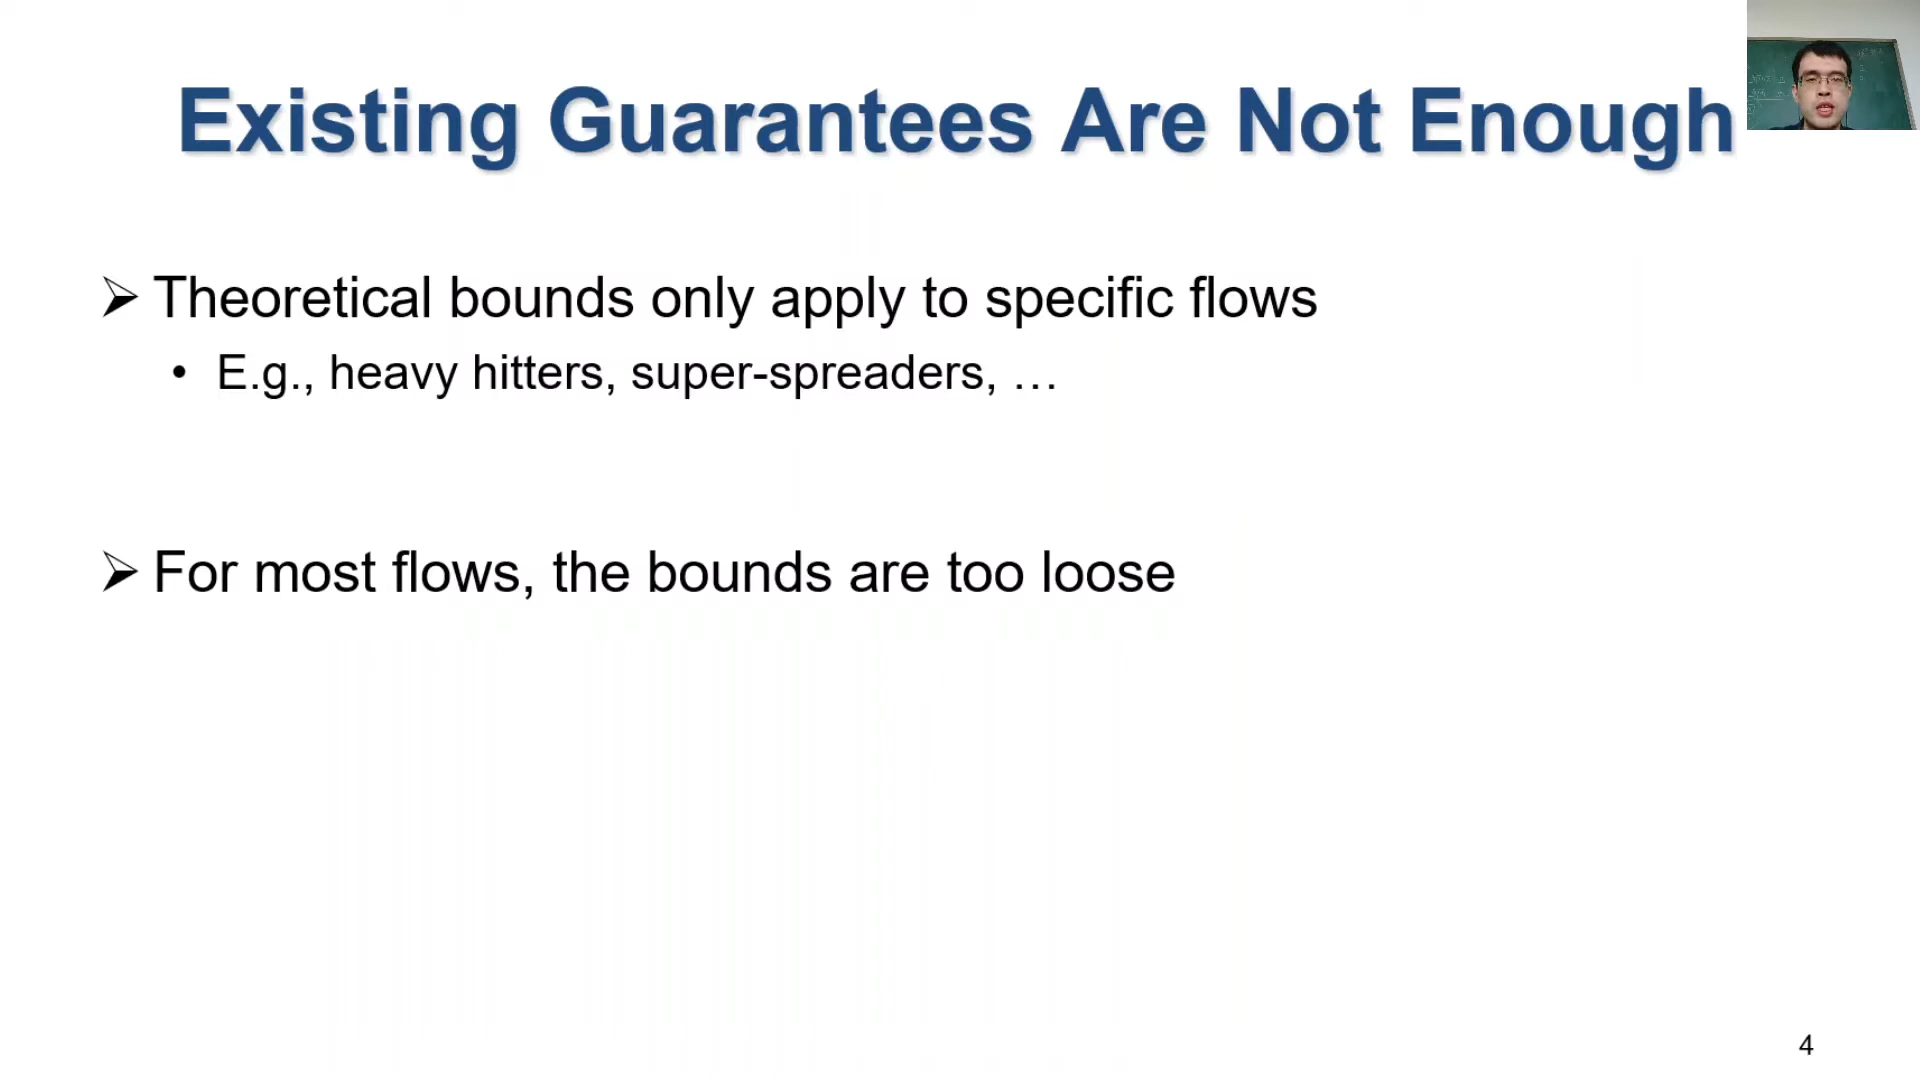 Existing Guarantees Are Not Enough
Theoretical bounds only apply to specific flows
• E.g., heavy hitters, super-spreaders, …
For most flows, the bounds are too loose
4